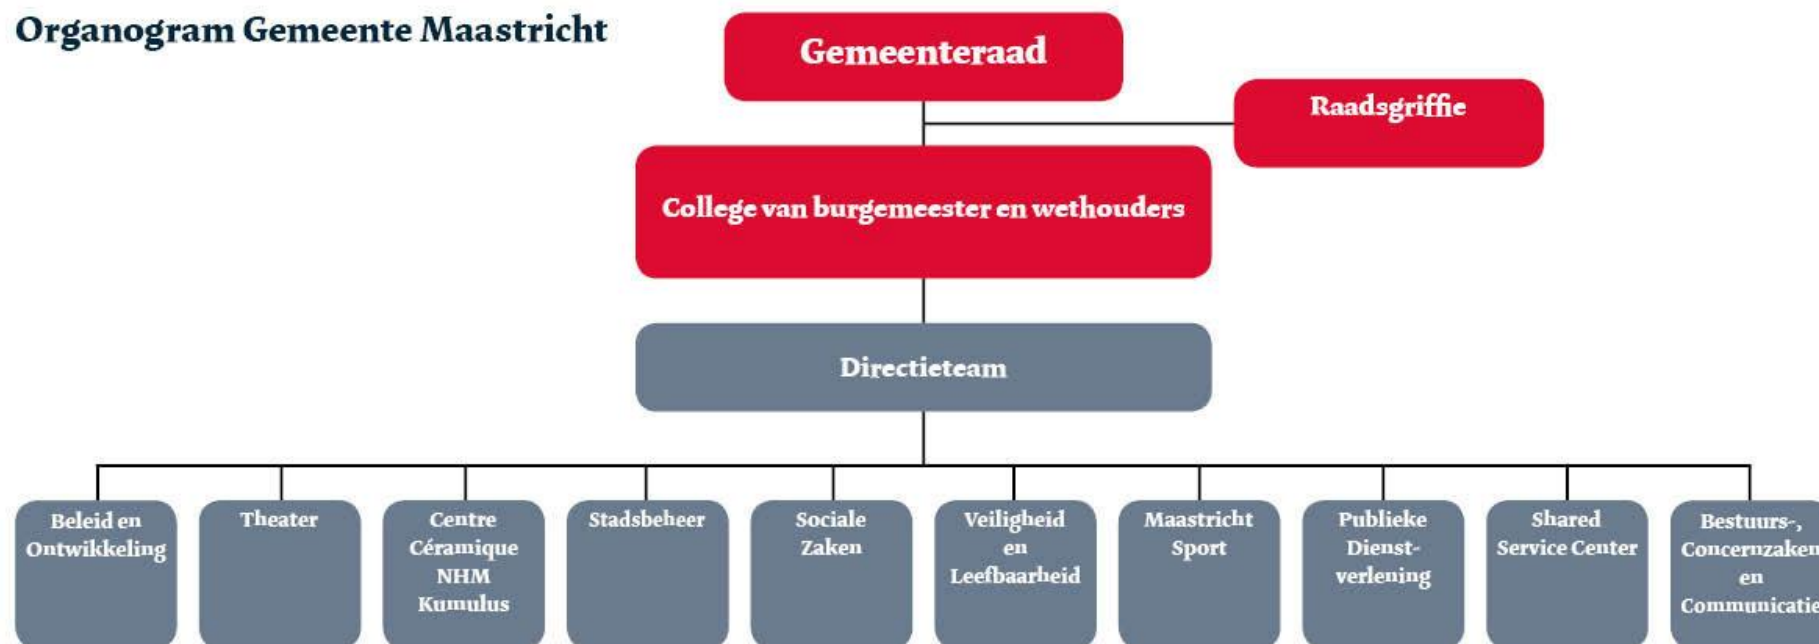 Organogram Gemeente Maastricht
Gemeenteraad
Raadsgriffie
College van burgemeester en wethouders
Directieteam
Beleid en
Ontwikkeling
Theater
Centre
Céramique
NHM
Kumulus
Stadsbeheer
Sociale
Zaken
Veiligheid
en
Leefbaarheid
Maastricht
Sport
Publieke
Dienst-
verlening
Shared
Service Center
Bestuurs-,
Concernzaken
en
Communicatie